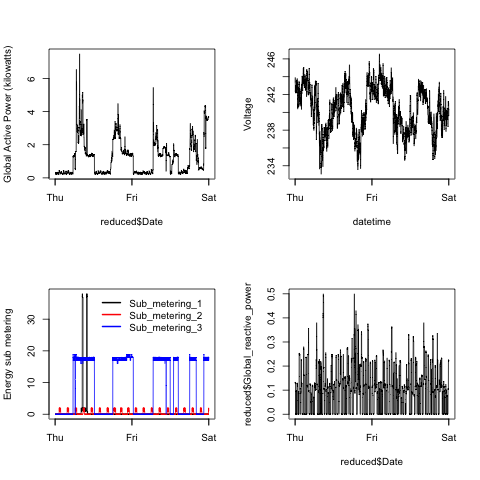 Global Active Power (kilowatts)
0 2 4 6
Thu Fri Sat
reduced$Date
Voltage
234 238 242 246
Thu Fri Sat
datetime
Energy sub metering
0 10 20 30
Sub_metering_1
Sub_metering_2
Sub_metering_3
Thu Fri Sat
reduced$Global_reactive_power
0.0 0.1 0.2 0.3 0.4 0.5
Thu Fri Sat
reduced$Date